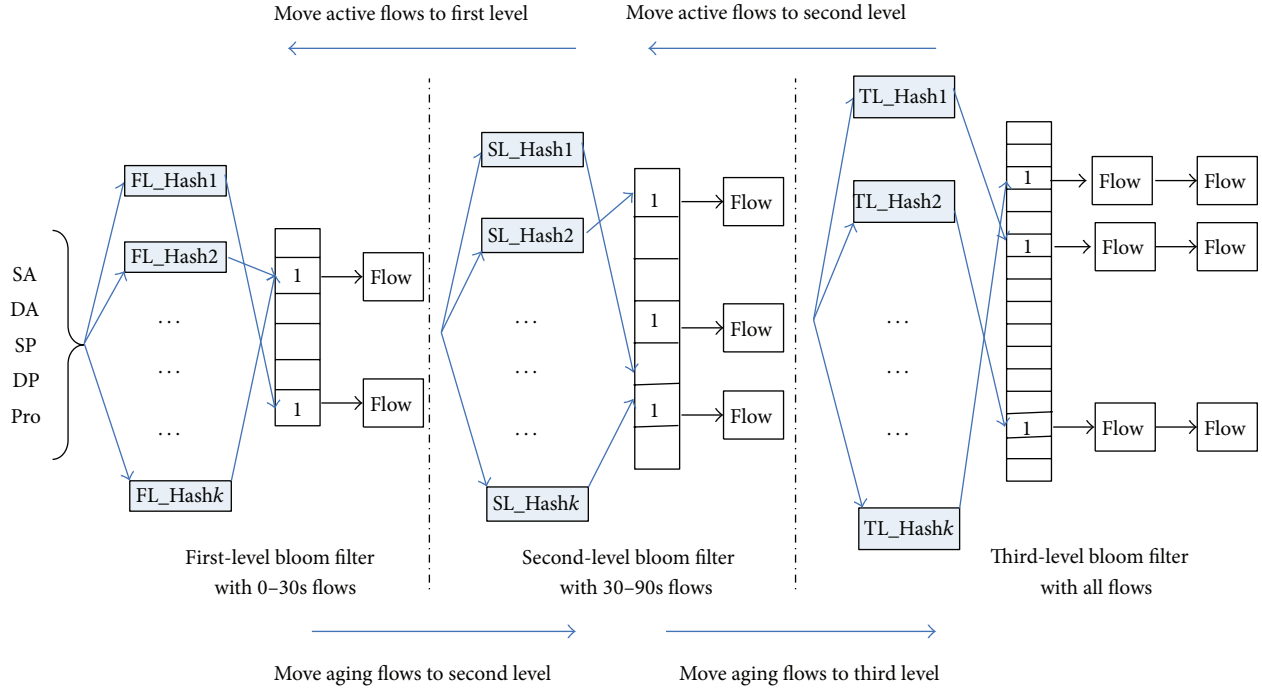 Move active flows to first level
Move active flows to second level
SA
DA
SP
DP
Pro
FL_Hash1
FL_Hash2
...
...
...
FL_Hashk
1
1
Flow
Flow
First-level bloom filter
with 0–30s flows
SL_Hash1
SL_Hash2
...
...
...
SL_Hashk
1
1
1
Flow
Flow
Flow
Second-level bloom filter
with 30–90s flows
TL_Hash1
TL_Hash2
...
...
...
TL_Hashk
1
1
1
Flow
Flow
Flow
Flow
Flow
Flow
Third-level bloom filter
with all flows
Move aging flows to second level
Move aging flows to third level